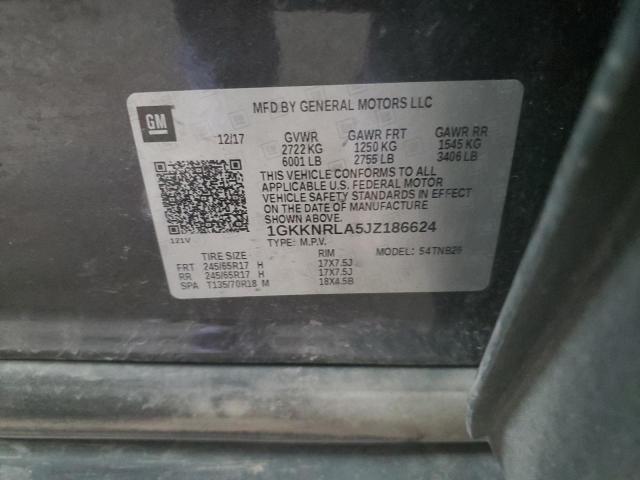 GM
MFD BY GENERAL MOTORS LLC
12/17 GVWR GAWR FRT GAWR RR
2722 KG 1250 KG 1545 KG
6001 LB 2755 LB 3406 LB
THIS VEHICLE CONFORMS TO ALL
APPLICABLE U.S. FEDERAL MOTOR
VEHICLE SAFETY STANDARDS IN EFFECT
ON THE DATE OF MANUFACTURE
SHOWN ABOVE.
1GKKNRLA5JZ186624
121V
TYPE: M.P.V. MODEL: 54TNB26
TIRE SIZE RIM
FRT 245/65R17 H 17X7.5J
RR 245/65R17 H 17X7.5J
SPA T135/70R18 M 18X4.5B